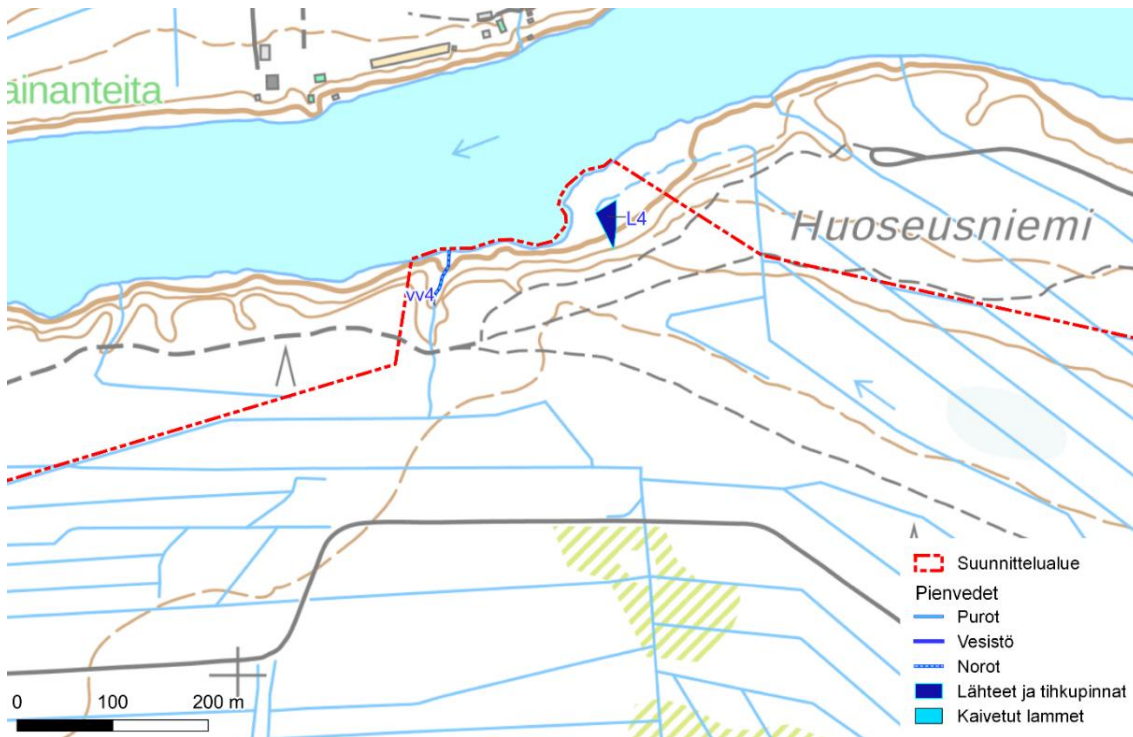 ainanteita
L4
Huoseusniemi
vv4
Suunnittelualue
Pienvedet
Purot
Vesistö
Norot
Lähteet ja tihkupinnat
Kaivetut lammet
0 100 200 m